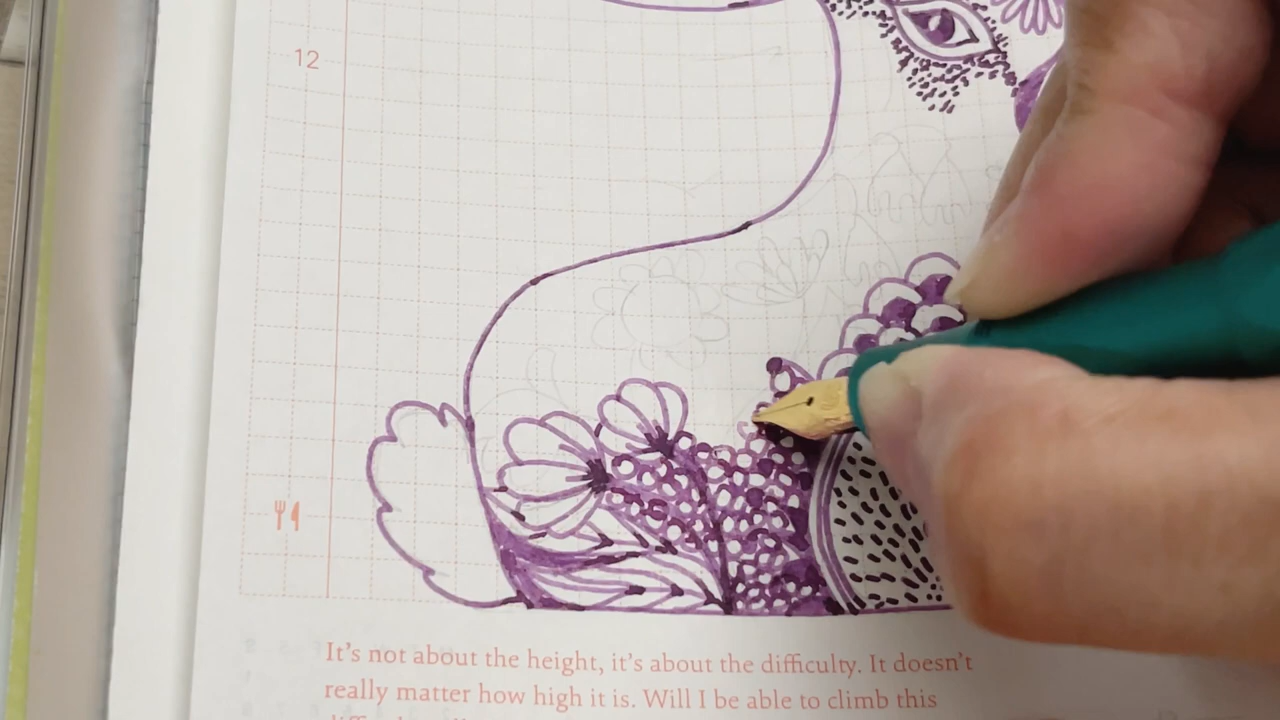 12
It's not about the height, it's about the difficulty. It doesn't
really matter how high it is. Will I be able to climb this